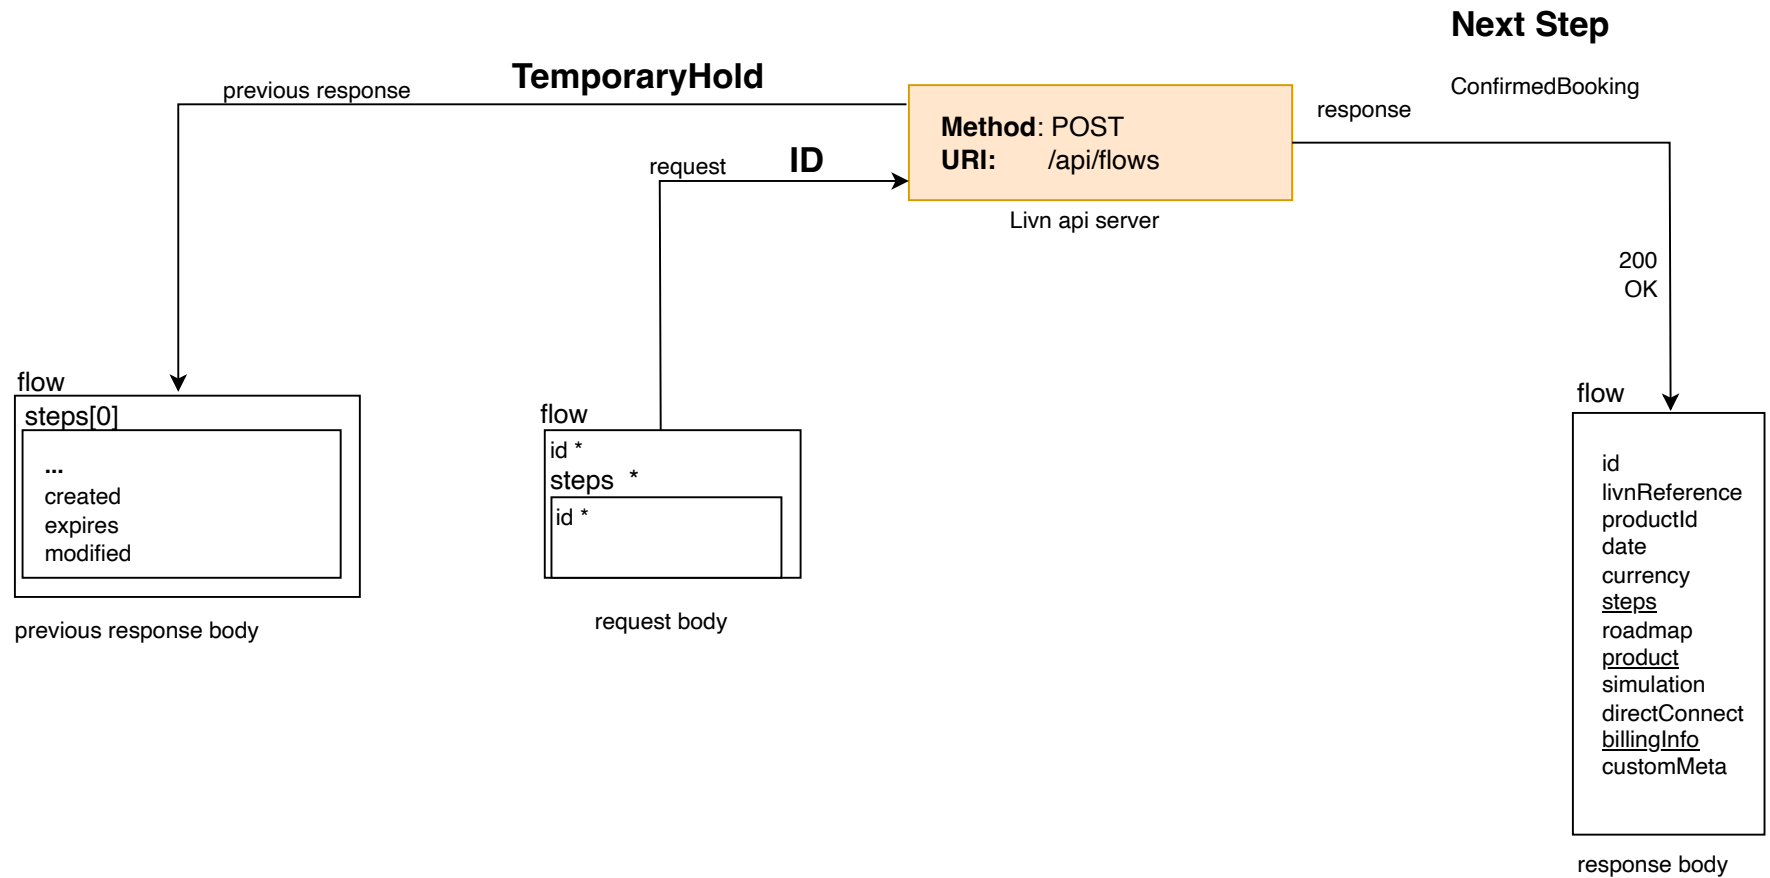 Next Step
ConfirmedBooking
TemporaryHold
previous response
response
Method: POST
URI: /api/flows
ID
request
Livn api server
200
OK
flow
steps[0]
...
created
expires
modified
previous response body
flow
id *
steps *
id *
request body
flow
id
livnReference
productId
date
currency
steps
roadmap
product
simulation
directConnect
billingInfo
customMeta
response body